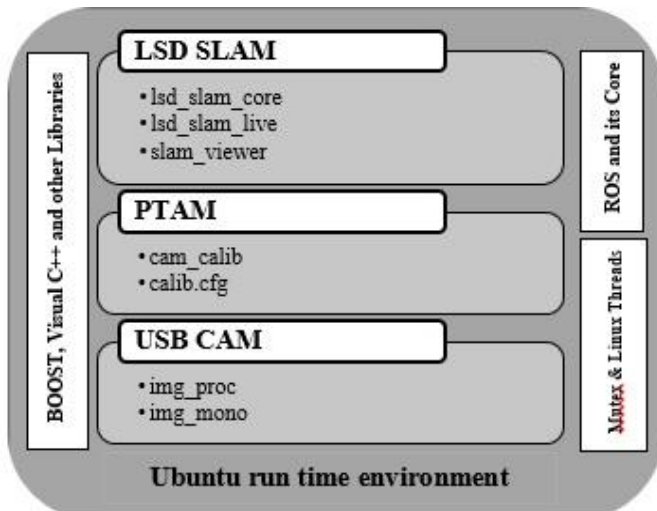 LSD SLAM
• lsd_slam_core
• lsd_slam_live
• slam_viewer
PTAM
• cam_calib
• calib.cfg
USB CAM
• img_proc
• img_mono
BOOST, Visual C++ and other Libraries
ROS and its Core
Mutex & Linux Threads
Ubuntu run time environment